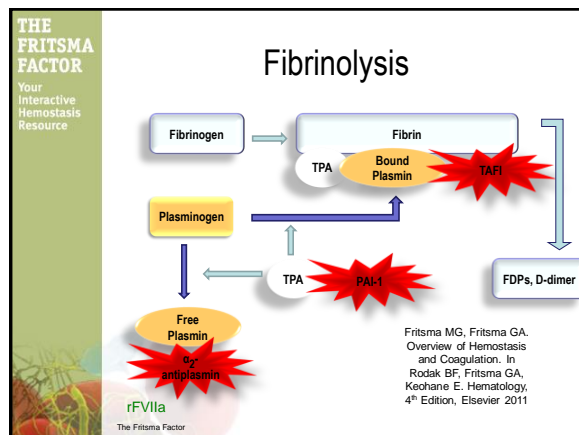 THE
FRITSMA
FACTOR
Your
Interactive
Hemostasis
Resource
Fibrinolysis
Fibrinogen
Fibrin
TPA
Bound
Plasmin
TAFI
Plasminogen
TPA
PAI-1
FDPs, D-dimer
Free
Plasmin
α2-
antiplasmin
Fritsma MG, Fritsma GA.
Overview of Hemostasis
and Coagulation. In
Rodak BF, Fritsma GA,
Keohane E. Hematology,
4th Edition, Elsevier 2011
rFVIIa
The Fritsma Factor